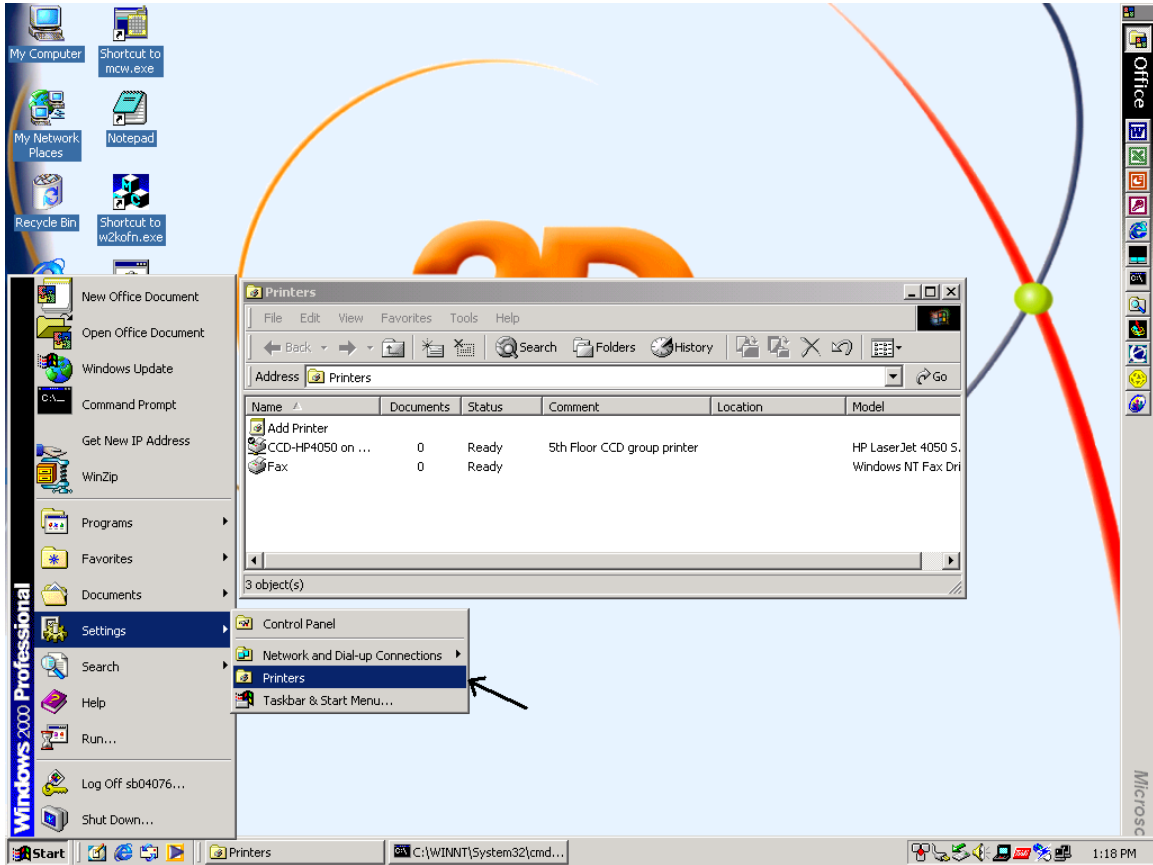 My Computer
Shortcut to
mcw.exe
My Network
Places
Notepad
Recycle Bin
Shortcut to
w2kofn.exe
3D
Office
New Office Document
Open Office Document
Windows Update
Command Prompt
Get New IP Address
WinZip
Programs
Favorites
Documents
Settings
Search
Help
Run...
Log Off sb04076...
Shut Down...
Windows 2000 Professional
Printers
File Edit View Favorites Tools Help
Back Search Folders History
Address Printers Go
Name Documents Status Comment Location Model
Add Printer
CCD-HP4050 on ... 0 Ready 5th Floor CCD group printer HP LaserJet 4050 S.
Fax 0 Ready Windows NT Fax Dri
3 object(s)
Control Panel
Network and Dial-up Connections
Printers
Taskbar & Start Menu...
Microsc
Start Printers C:\WINNT\System32\cmd... 1:18 PM